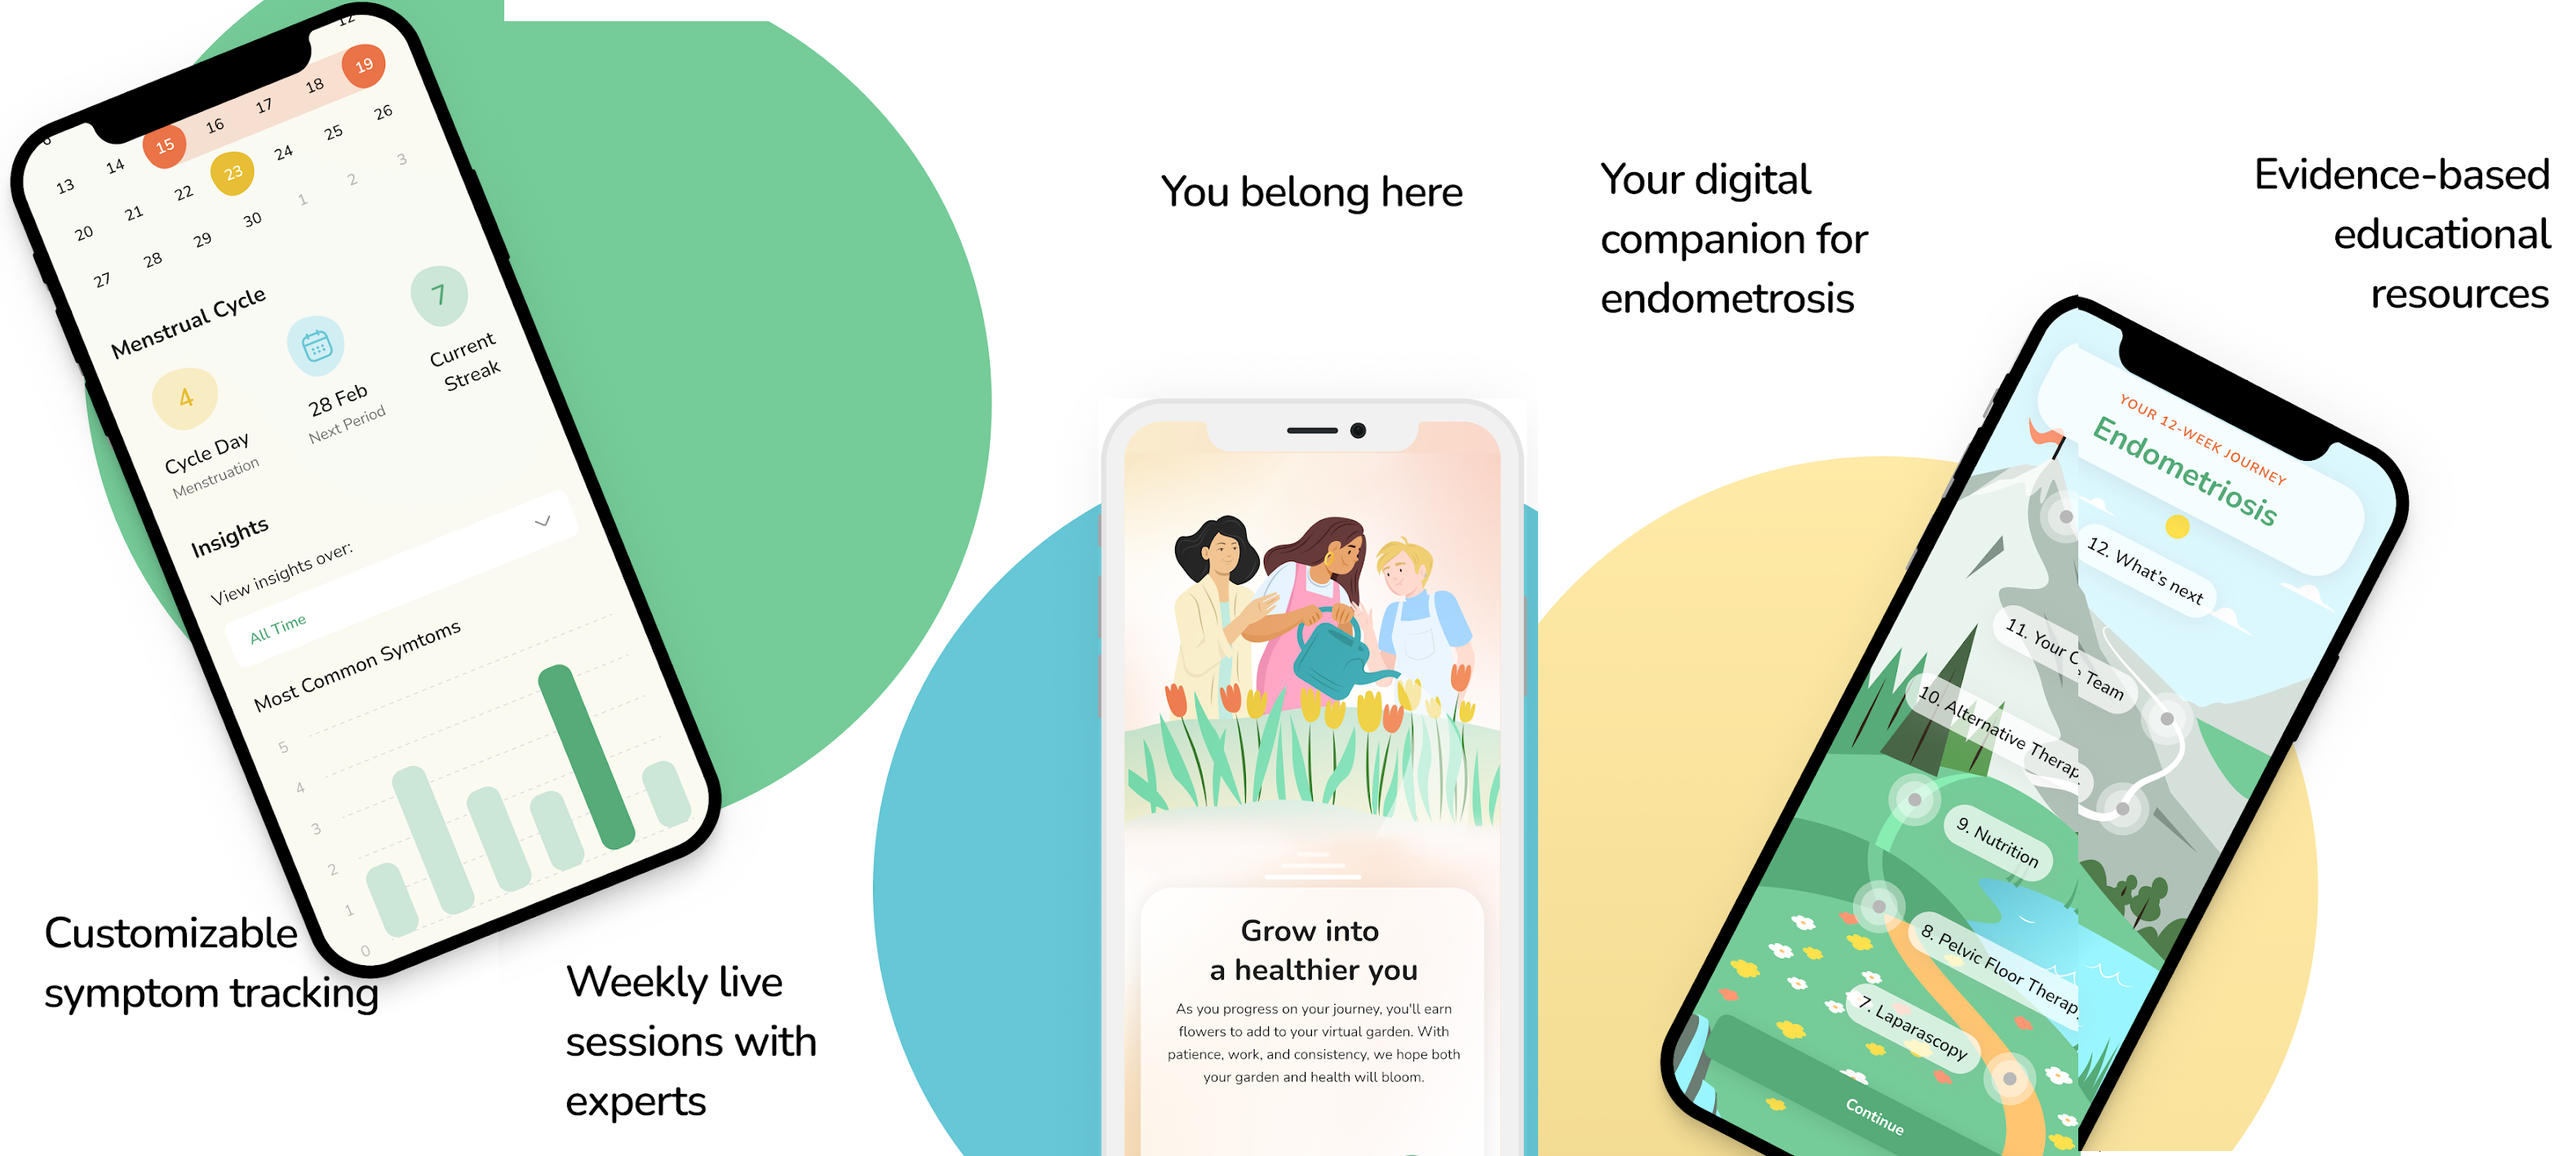 12
15 16 17 18 19
13 14
20 21 22 23 24 25 26
27 28 29 30 1 2 3
Menstrual Cycle
4
Cycle Day
Menstruation
28 Feb
Next Period
7
Current
Streak
Insights
View insights over:
All Time
Most Common Symtoms
5
4
3
2
1
0
Customizable
symptom tracking
Weekly live
sessions with
experts
You belong here
Grow into
a healthier you
As you progress on your journey, you'll earn
flowers to add to your virtual garden. With
patience, work, and consistency, we hope both
your garden and health will bloom.
Your digital
companion for
endometrosis
Evidence-based
educational
resources
YOUR 12-WEEK JOURNEY
Endometriosis
12. What's next
11. Your C Team
10. Alternative Therap
9. Nutrition
8. Pelvic Floor Therap
7. Laparascopy
Continue